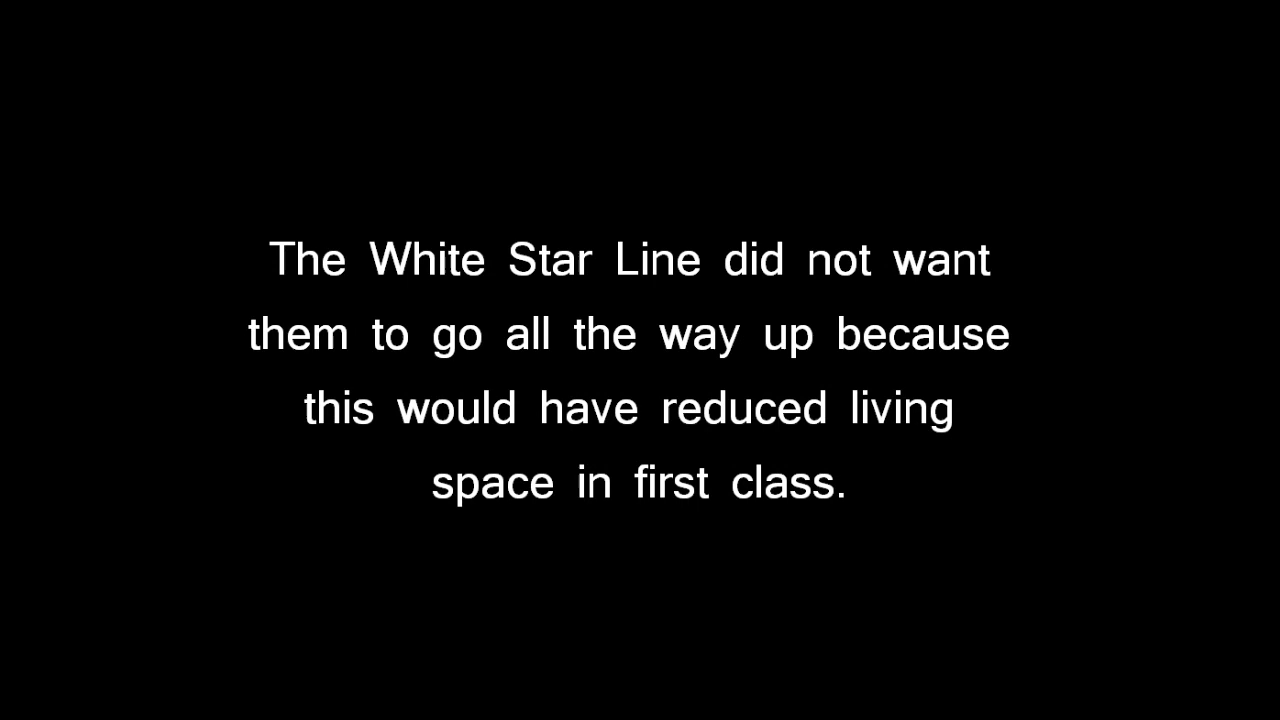 The White Star Line did not want
them to go all the way up because
this would have reduced living
space in first class.